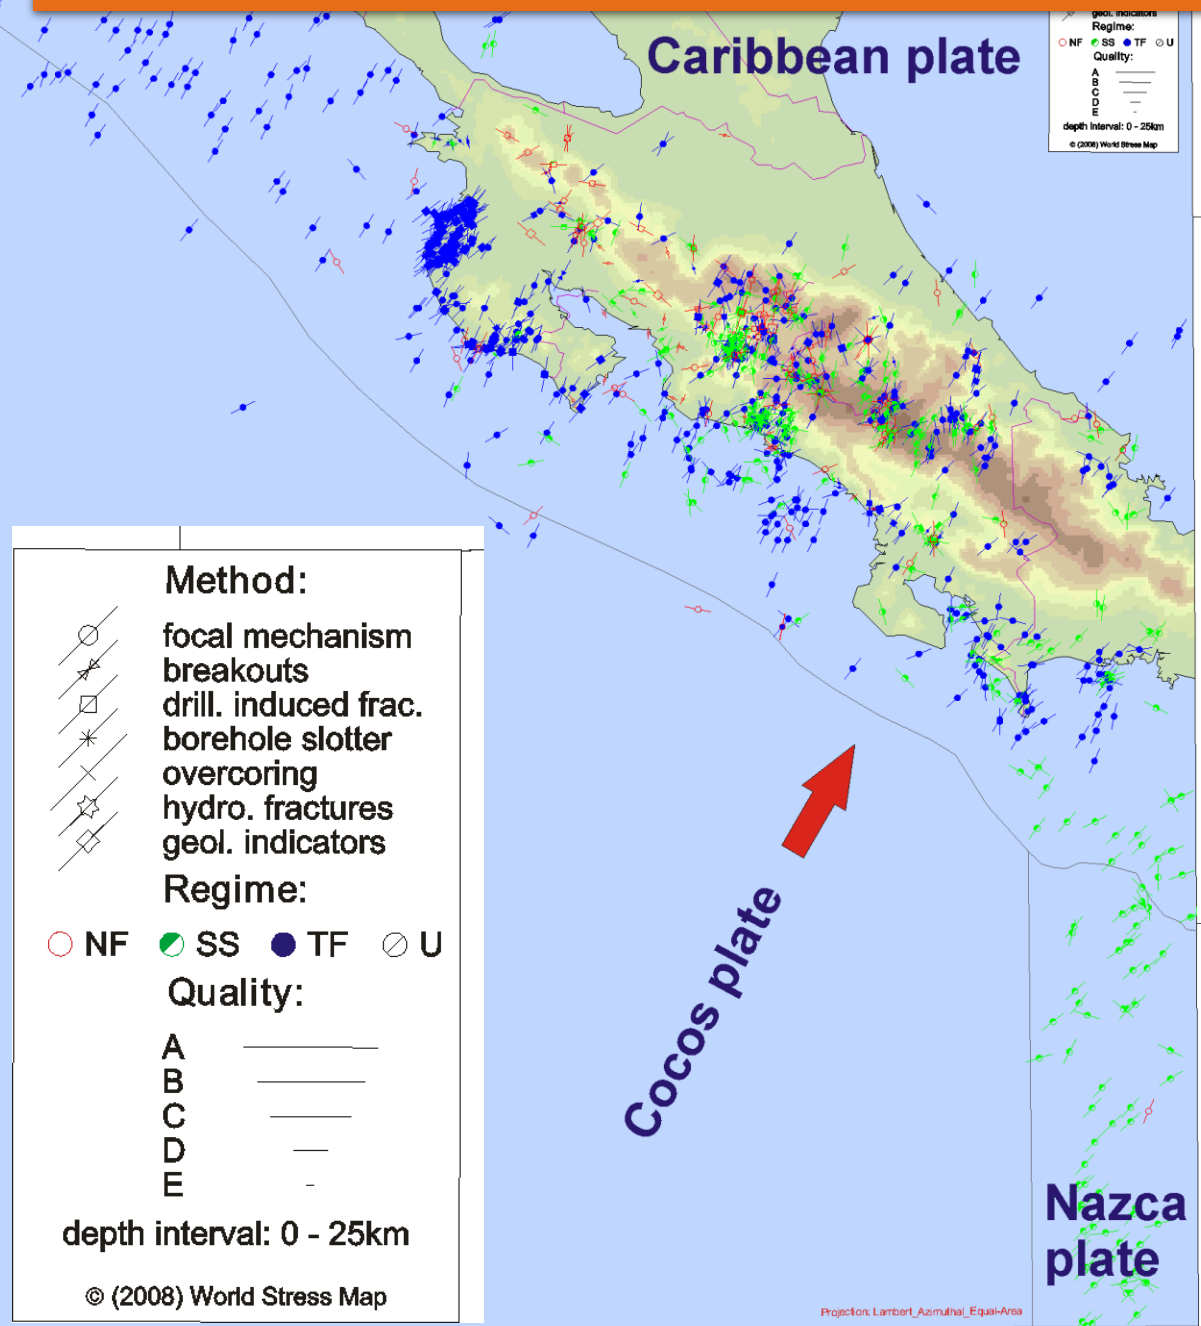 Caribbean plate
geol. indicators
Regime:
NF SS TF U
Quality:
A
B
C
D
E
depth interval: 0 - 25km
© (2008) World Stress Map
Method:
focal mechanism
breakouts
drill. induced frac.
borehole slotter
overcoring
hydro. fractures
geol. indicators
Regime:
NF SS TF U
Quality:
A
B
C
D
E
depth interval: 0 - 25km
© (2008) World Stress Map
Cocos plate
Nazca
plate
Projection: Lambert_Azimuthal_Equal-Area